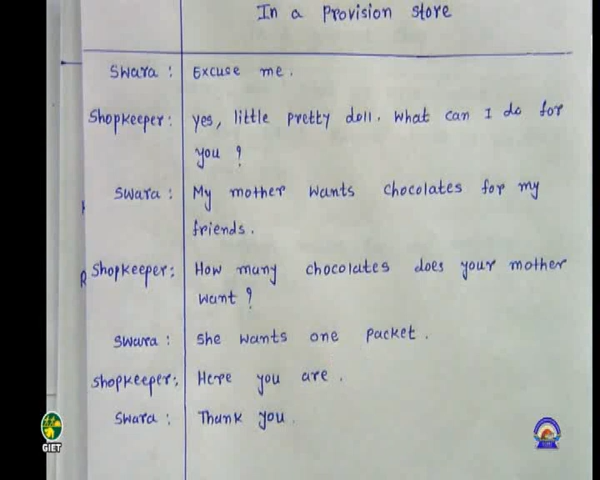 In a Provision store
Swara : Excuse me.
Shopkeeper: yes, little pretty doll. What can I do for
you ?
Swara : My mother wants chocolates for my
friends.
Shopkeeper: How many chocolates does your mother
want ?
Swara : she wants one packet.
Shopkeeper: Here you are.
Swara : Thank you.
GIET